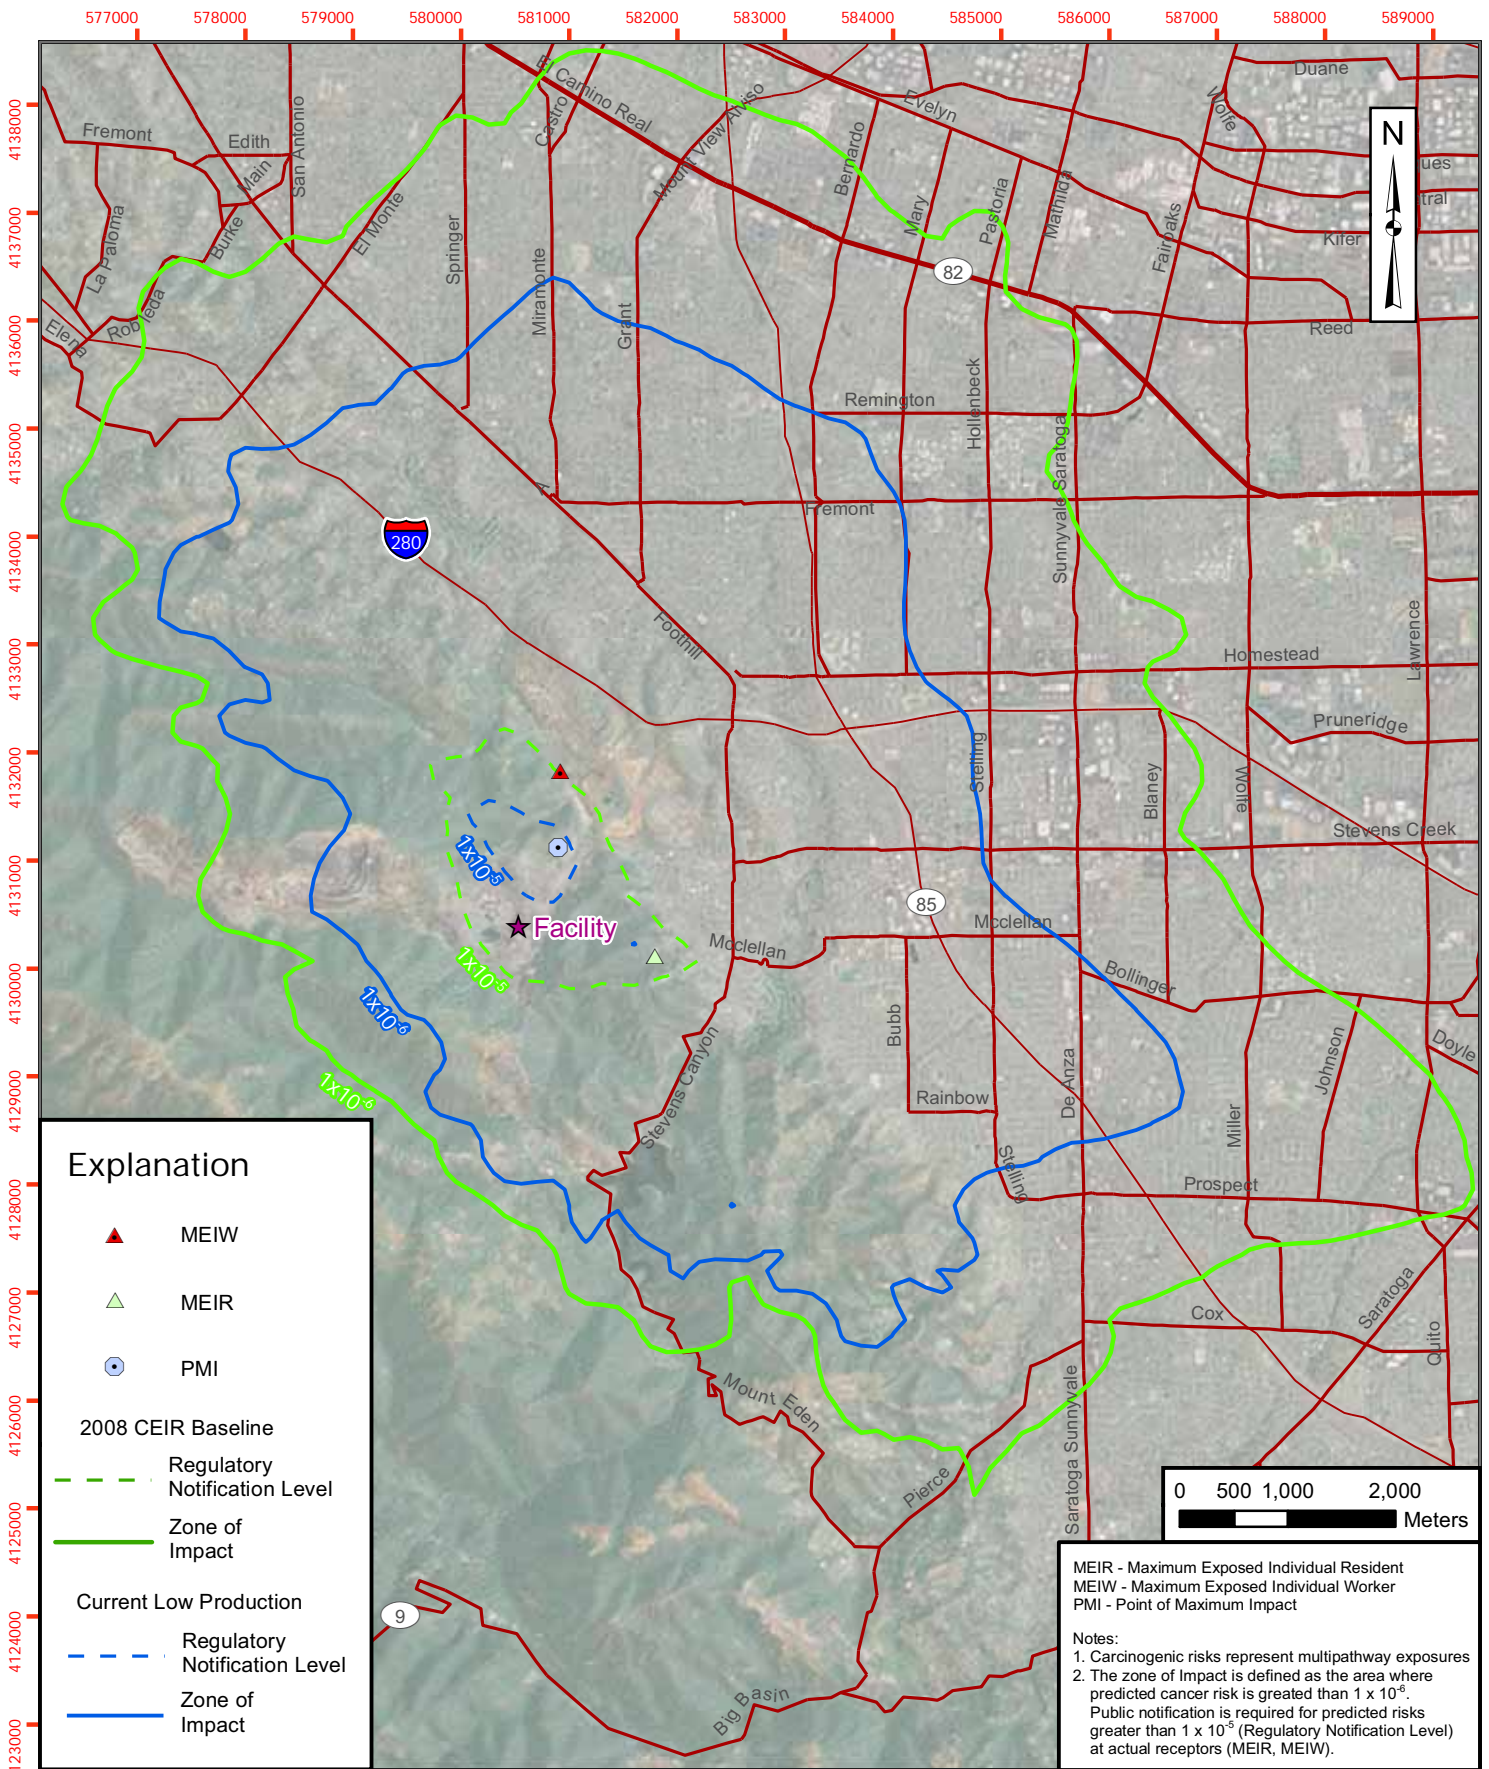 577000 578000 579000 580000 581000 582000 583000 584000 585000 586000 587000 588000 589000
4138000
4137000
4136000
4135000
4134000
4133000
4132000
4131000
4130000
4129000
4128000
4127000
4126000
4125000
4124000
123000
Duane
El Camino Real
Evelyn
Wolfe
Fremont
Edith
San Antonio
Castro
Mount View Alviso
Bernardo
Main
ues
tral
N
La Paloma
Burke
El Monte
Springer
Mary
Pastoria
Mathilda
Fairoaks
Kifer
82
Robleda
Elena
Miramonte
Grant
Reed
Hollenbeck
Remington
Sunnyvale Saratoga
A
Fremont
280
Foothill
Homestead
Lawrence
Pruneridge
Stelling
Blaney
Wolfe
Stevens Creek
1x10-5
Facility
85
Mcclellan
Mcclellan
1x10-5
Bollinger
1x10-6
Bubb
Doyle
Stevens Canyon
De Anza
Johnson
1x10-6
Rainbow
Miller
Stelling
Prospect
Saratoga
Cox
Quito
Mount Eden
Saratoga Sunnyvale
Pierce
9
Big Basin
Explanation
MEIW
MEIR
PMI
2008 CEIR Baseline
Regulatory
Notification Level
Zone of
Impact
Current Low Production
Regulatory
Notification Level
Zone of
Impact
0 500 1,000 2,000
Meters
MEIR - Maximum Exposed Individual Resident
MEIW - Maximum Exposed Individual Worker
PMI - Point of Maximum Impact
Notes:
1. Carcinogenic risks represent multipathway exposures
2. The zone of Impact is defined as the area where
predicted cancer risk is greated than 1 x 10-6.
Public notification is required for predicted risks
greater than 1 x 10-5 (Regulatory Notification Level)
at actual receptors (MEIR, MEIW).